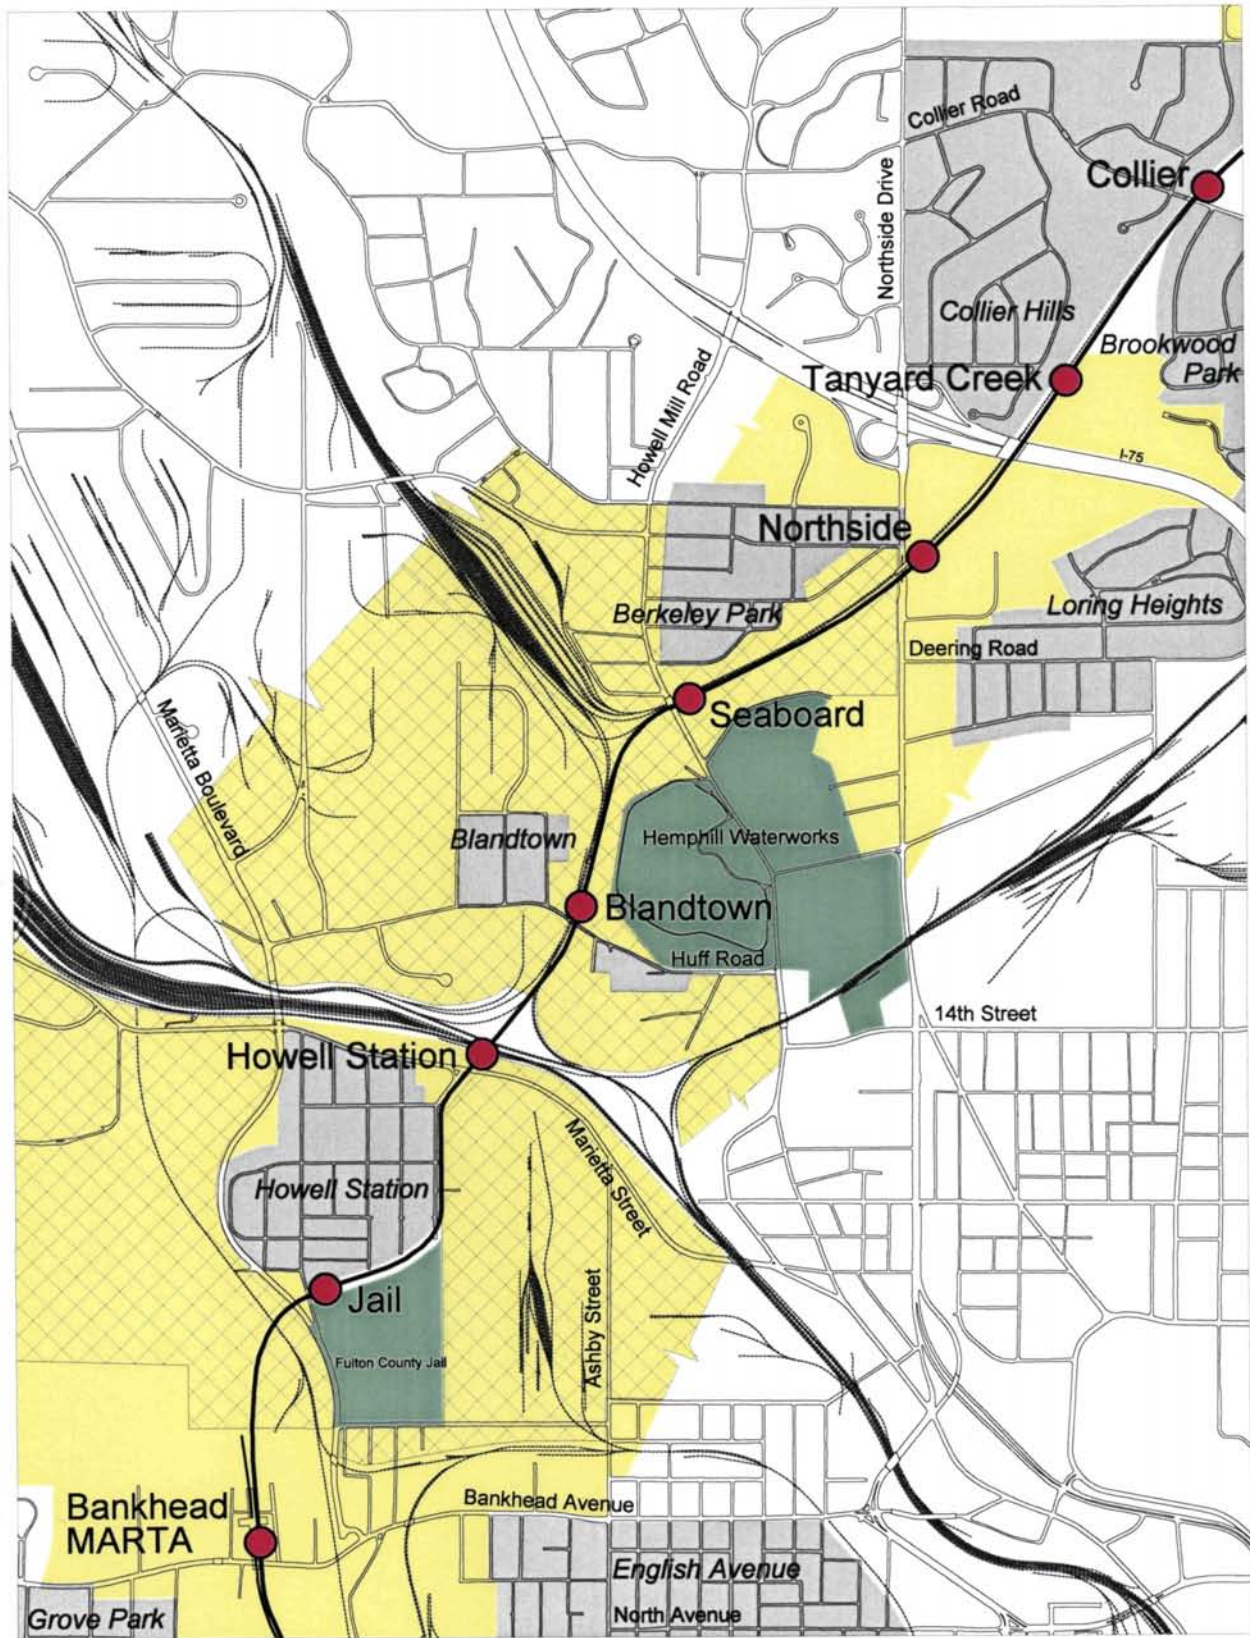 Collier Road
Collier
Northside Drive
Collier Hills
Brookwood
Park
Tanyard Creek
Howell Mill Road
I-75
Northside
Berkeley Park
Loring Heights
Deering Road
Seaboard
Marietta Boulevard
Blandtown
Hemphill Waterworks
Blandtown
Huff Road
14th Street
Howell Station
Marietta Street
Howell Station
Jail
Ashby Street
Fulton County Jail
Bankhead
MARTA
Bankhead Avenue
English Avenue
Grove Park
North Avenue